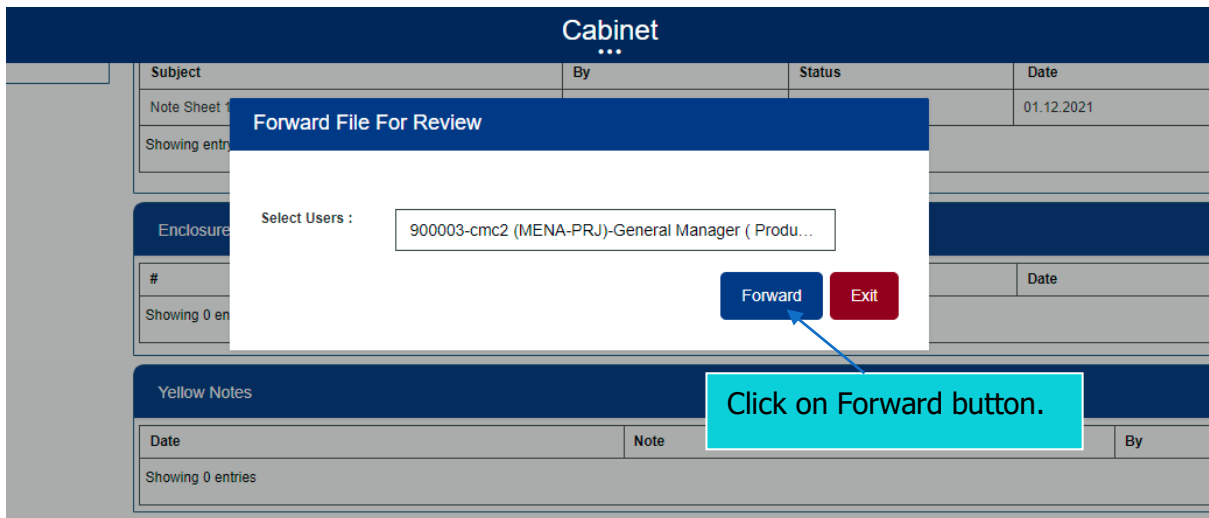 Cabinet
Subject By Status Date
Note Sheet 1 01.12.2021
Forward File For Review
Showing entry
Select Users :
900003-cmc2 (MENA-PRJ)-General Manager ( Produ...
Enclosure
# Date
Forward Exit
Showing 0 en
Yellow Notes
Click on Forward button.
Date Note By
Showing 0 entries